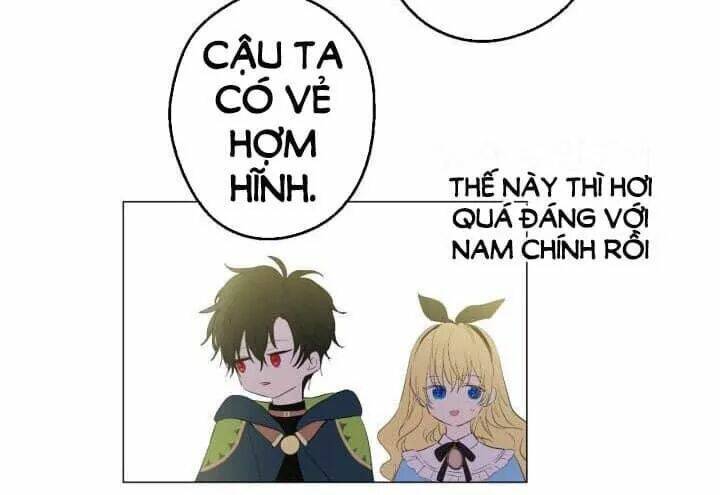 CẬU TA
CÓ VẺ
HỢM
HĨNH.
THẾ NÀY THÌ HƠI
QUÁ ĐÁNG VỚI
NAM CHÍNH RỒI